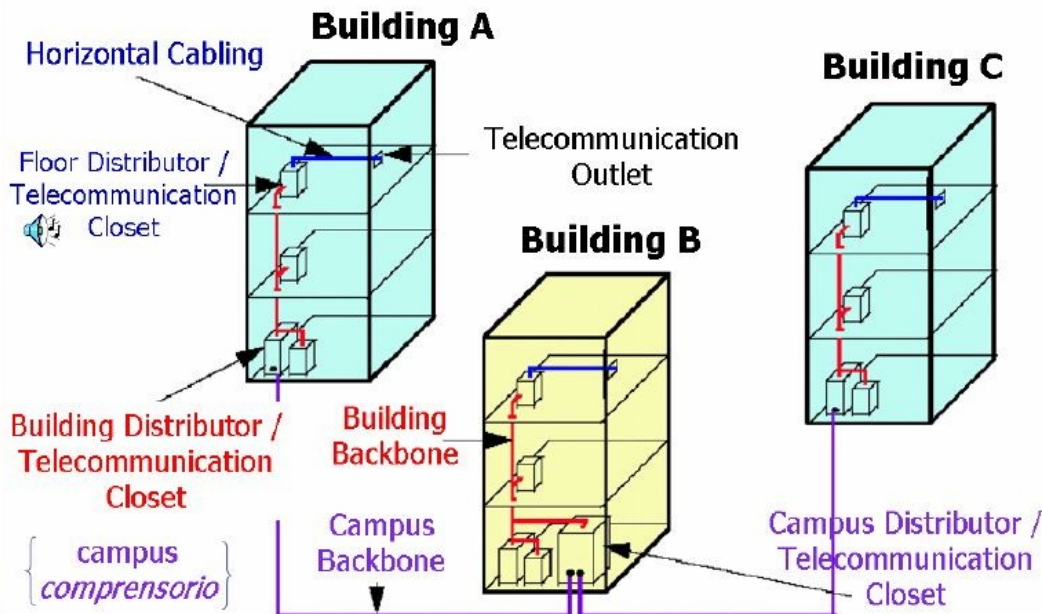 Building A
Horizontal Cabling
Building C
Telecommunication
Outlet
Floor Distributor /
Telecommunication
Closet
Building B
Building Distributor /
Telecommunication
Closet
Building
Backbone
Campus
Backbone
Campus Distributor /
Telecommunication
Closet
campus
comprensorio